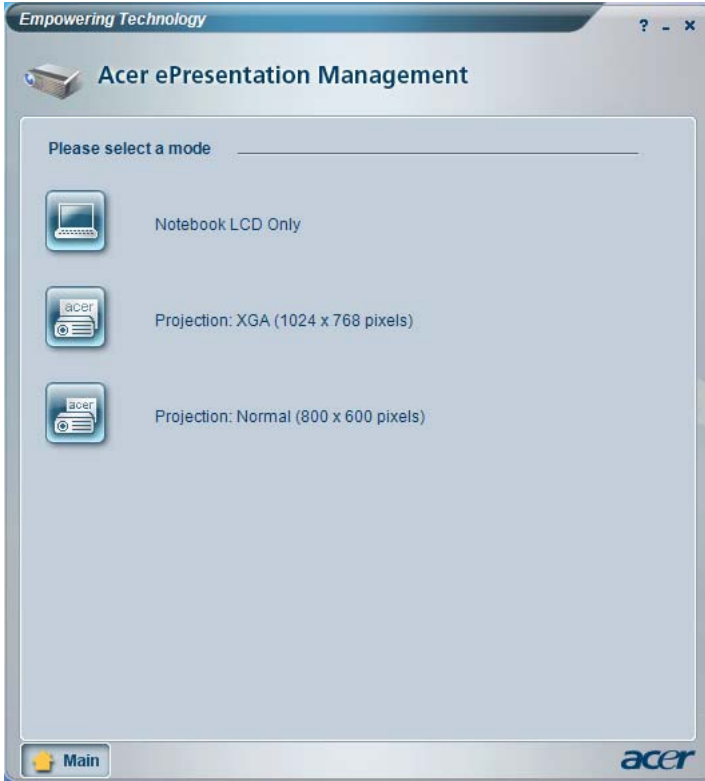 Empowering Technology
? - ×
Acer ePresentation Management
Please select a mode
Notebook LCD Only
acer
Projection: XGA (1024 x 768 pixels)
acer
Projection: Normal (800 x 600 pixels)
Main
acer